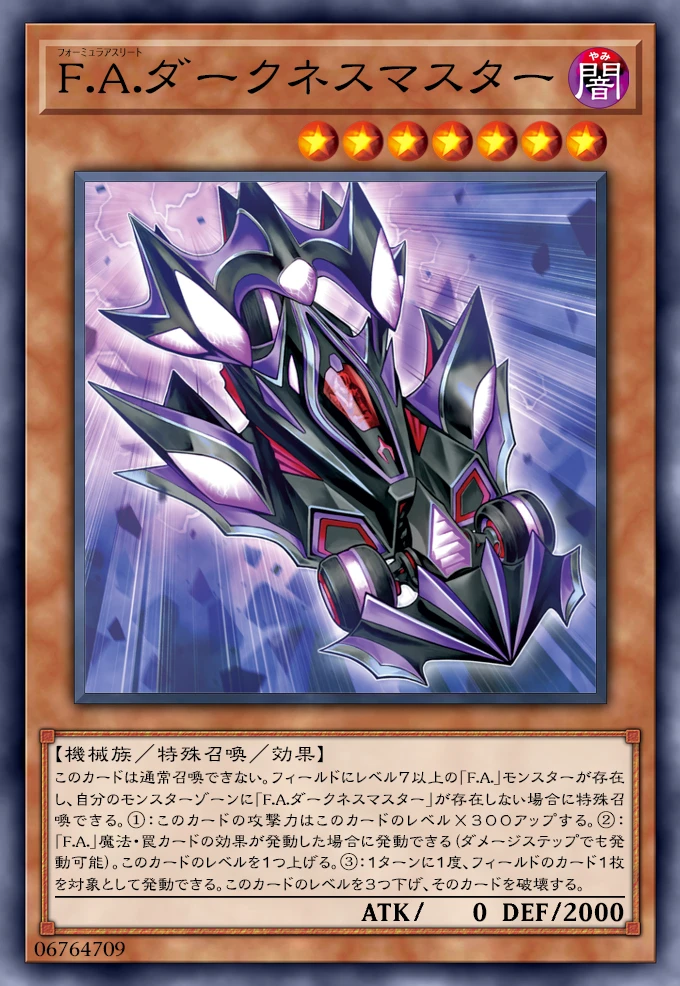 フォーミュラアスリート
F.A.ダークネスマスター
やみ
闇
【機械族／特殊召喚／効果】
このカードは通常召喚できない。フィールドにレベル７以上の「F.A.」モンスターが存在
し、自分のモンスターゾーンに「F.A.ダークネスマスター」が存在しない場合に特殊召
喚できる。①：このカードの攻撃力はこのカードのレベル×３００アップする。②：
「F.A.」魔法・罠カードの効果が発動した場合に発動できる（ダメージステップでも発
動可能）。このカードのレベルを１つ上げる。③：１ターンに１度、フィールドのカード１枚
を対象として発動できる。このカードのレベルを３つ下げ、そのカードを破壊する。
ATK/ 0 DEF/2000
06764709